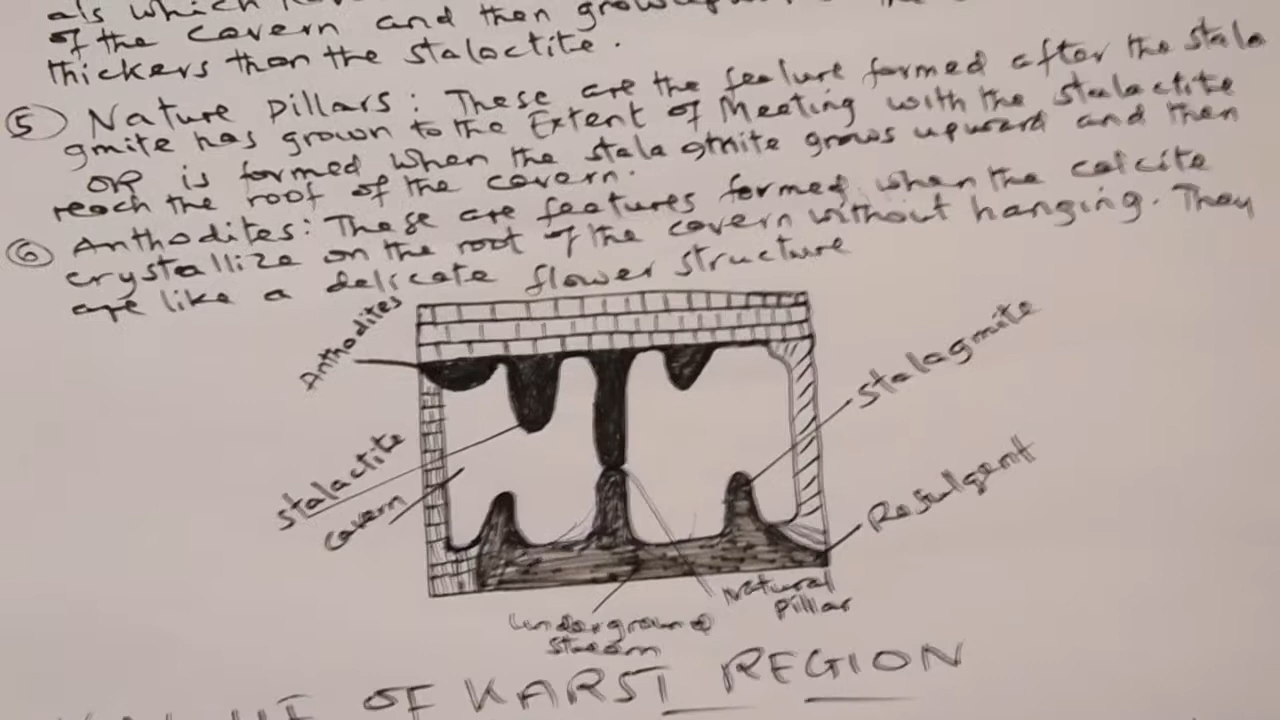 als which
of the cavern and then
thickers than the stalactite.
⑤ Nature pillars: These are the feature formed after the stala
gmite has grown to the Extent of Meeting with the stalactite
OR is formed when the stalagmite grows upward and then
reach the roof of the cavern.
⑥ Anthodites: These are features formed when the calcite
crystallize on the root of the cavern without hanging. They
are like a delicate flower structure
Anthodites
Stalagmite
Stalactite
Cavern
Resulgent
Natural
pillar
Underground
stream
OF KARST REGION